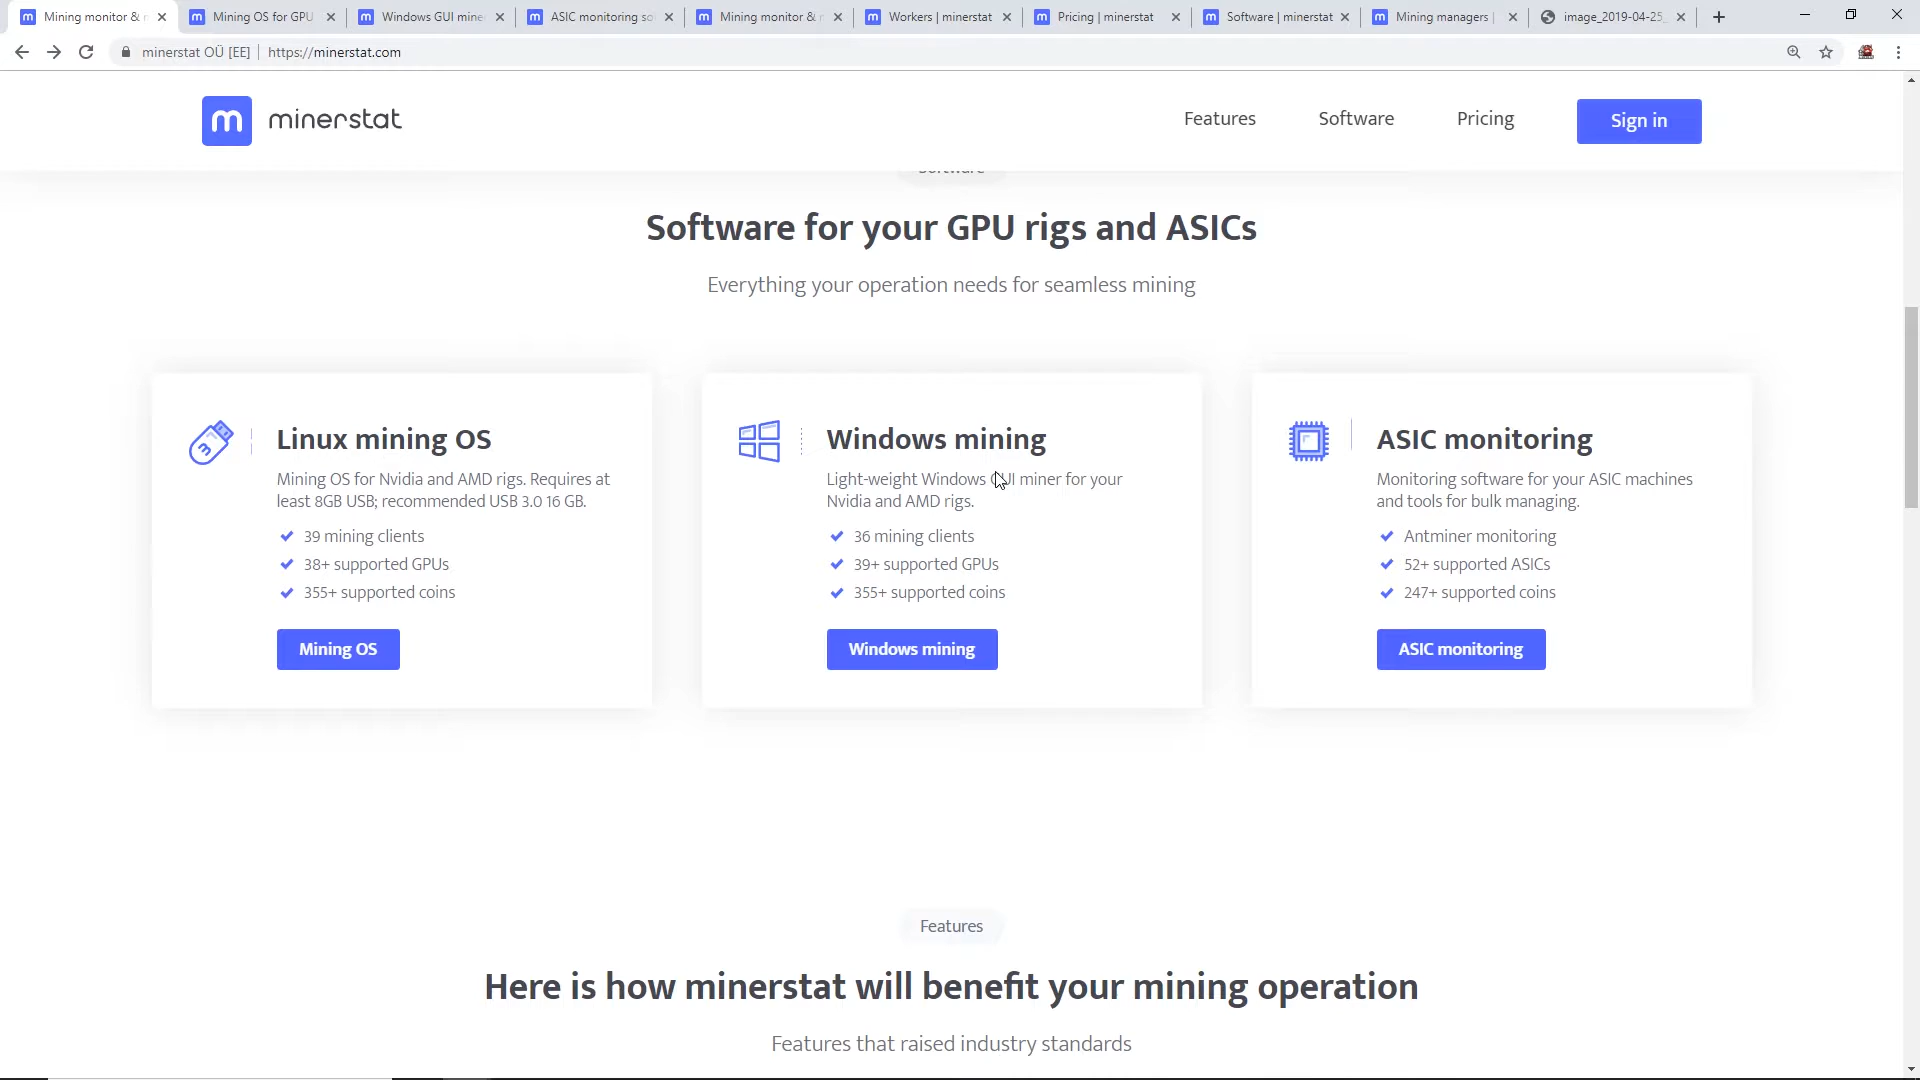 Mining monitor &
Mining OS for GPU
Windows GUI mine
ASIC monitoring so
Mining monitor &
Workers | minerstat
Pricing | minerstat
Software | minerstat
Mining managers |
image_2019-04-25_
minerstat OÜ [EE] | https://minerstat.com
minerstat
Features
Software
Pricing
Sign in
Software
Software for your GPU rigs and ASICs
Everything your operation needs for seamless mining
Linux mining OS
Mining OS for Nvidia and AMD rigs. Requires at
least 8GB USB; recommended USB 3.0 16 GB.
39 mining clients
38+ supported GPUs
355+ supported coins
Mining OS
Windows mining
Light-weight Windows GUI miner for your
Nvidia and AMD rigs.
36 mining clients
39+ supported GPUs
355+ supported coins
Windows mining
ASIC monitoring
Monitoring software for your ASIC machines
and tools for bulk managing.
Antminer monitoring
52+ supported ASICs
247+ supported coins
ASIC monitoring
Features
Here is how minerstat will benefit your mining operation
Features that raised industry standards